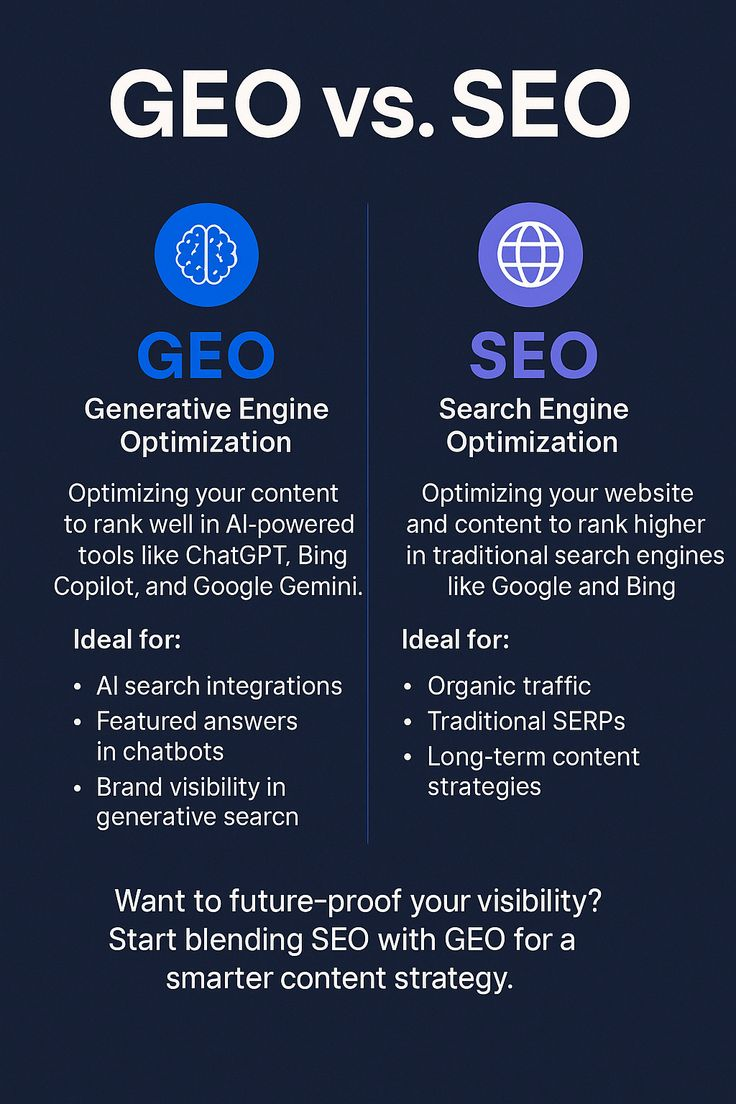 GEO vs. SEO
GEO
Generative Engine
Optimization
Optimizing your content
to rank well in AI-powered
tools like ChatGPT, Bing
Copilot, and Google Gemini.
Ideal for:
• AI search integrations
• Featured answers
in chatbots
• Brand visibility in
generative searcn
SEO
Search Engine
Optimization
Optimizing your website
and content to rank higher
in traditional search engines
like Google and Bing
Ideal for:
• Organic traffic
• Traditional SERPs
• Long-term content
strategies
Want to future-proof your visibility?
Start blending SEO with GEO for a
smarter content strategy.